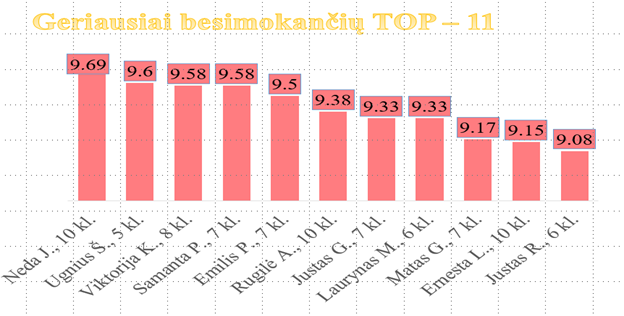 Geriausiai besimokančių TOP – 11
9.69
9.6
9.58
9.58
9.5
9.38
9.33
9.33
9.17
9.15
9.08
Neda J., 10 kl.
Ugnius Š., 5 kl.
Viktorija K., 8 kl.
Samanta P., 7 kl.
Emilis P., 7 kl.
Rugilė A., 10 kl.
Justas G., 7 kl.
Laurynas M., 6 kl.
Matas G., 7 kl.
Ernesta L., 10 kl.
Justas R., 6 kl.